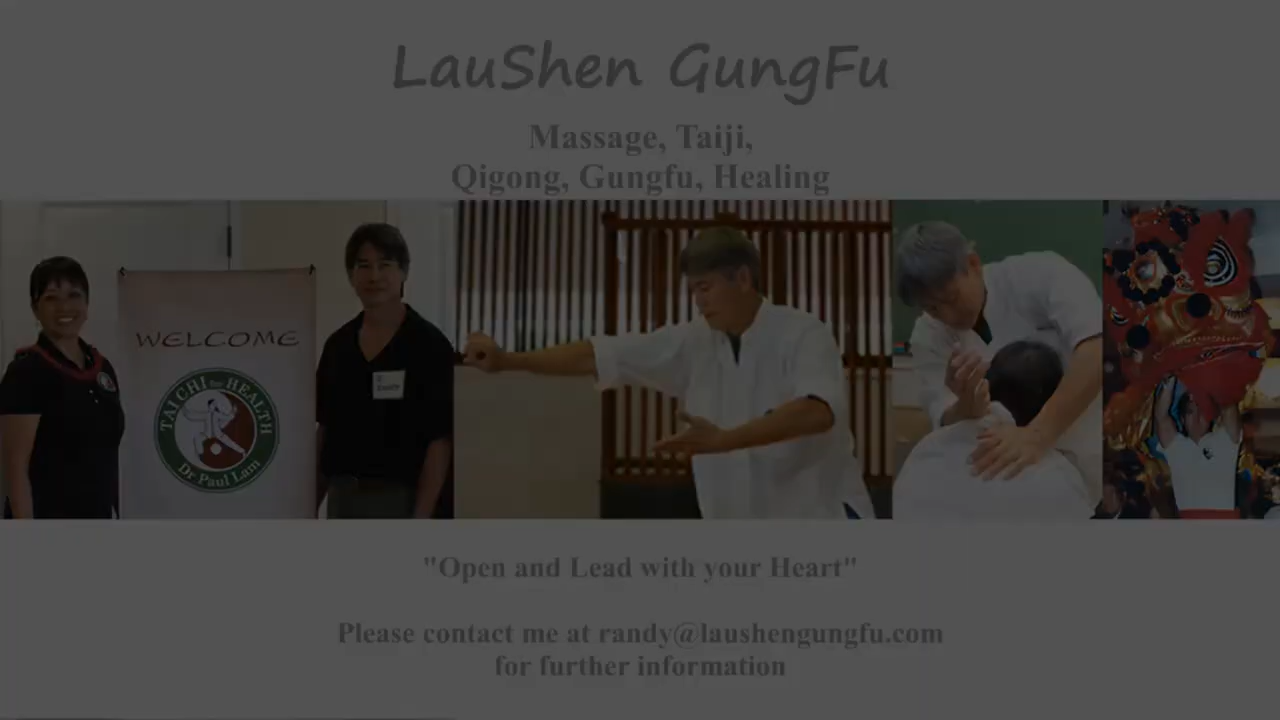 LauShen GungFu
Massage, Taiji,
Qigong, Gungfu, Healing
WELCOME
TAI CHI for HEALTH
Dr Paul Lam
"Open and Lead with your Heart"
Please contact me at randy@laushengungfu.com
for further information